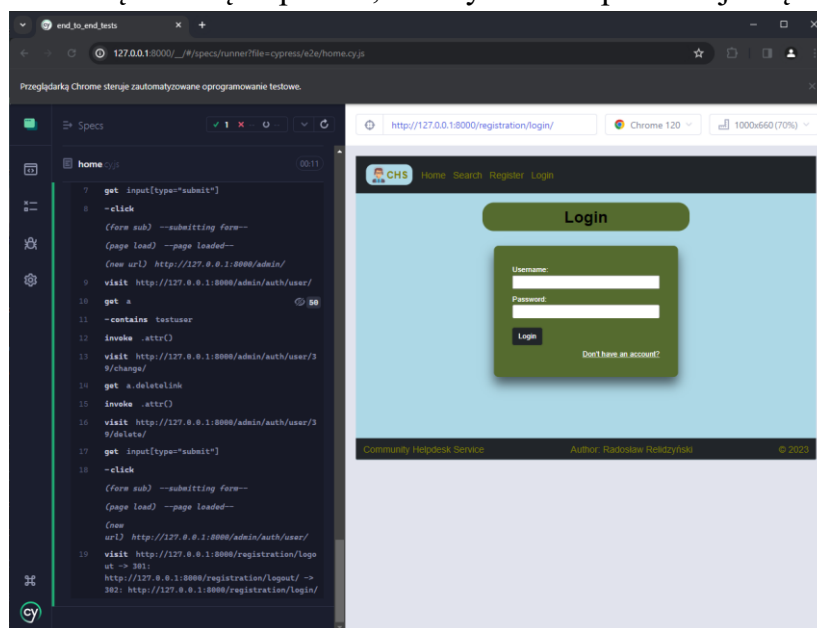 end_to_end_tests
127.0.0.1:8000/__/#/specs/runner?file=cypress/e2e/home.cy.js
Przeglądarką Chrome steruje zautomatyzowane oprogramowanie testowe.
Specs
1
home.cy.js
00:11
7 get input[type="submit"]
8 -click
(form sub) --submitting form--
(page load) --page loaded--
(new url) http://127.0.0.1:8000/admin/
9 visit http://127.0.0.1:8000/admin/auth/user/
10 get a 50
11 -contains testuser
12 invoke .attr()
13 visit http://127.0.0.1:8000/admin/auth/user/3
9/change/
14 get a.deletelink
15 invoke .attr()
16 visit http://127.0.0.1:8000/admin/auth/user/3
9/delete/
17 get input[type="submit"]
18 -click
(form sub) --submitting form--
(page load) --page loaded--
(new
url) http://127.0.0.1:8000/admin/auth/user/
19 visit http://127.0.0.1:8000/registration/logo
ut -> 301:
http://127.0.0.1:8000/registration/logout/ ->
302: http://127.0.0.1:8000/registration/login/
cy
http://127.0.0.1:8000/registration/login/
Chrome 120
1000x660 (70%)
CHS Home Search Register Login
Login
Username:
Password:
Login
Don't have an account?
Community Helpdesk Service
Author: Radosław Relidzyński
© 2023